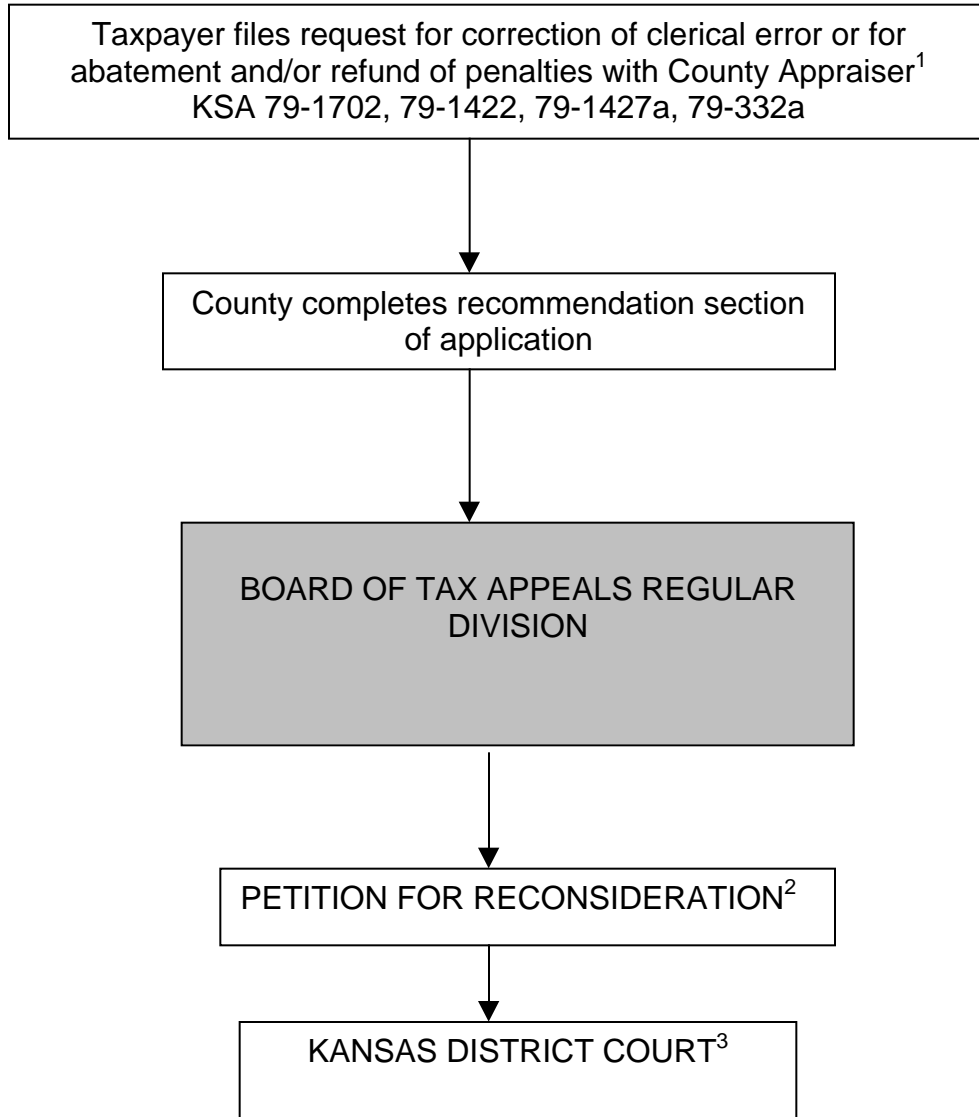 Taxpayer files request for correction of clerical error or for
abatement and/or refund of penalties with County Appraiser¹
KSA 79-1702, 79-1422, 79-1427a, 79-332a
County completes recommendation section
of application
BOARD OF TAX APPEALS REGULAR
DIVISION
PETITION FOR RECONSIDERATION²
KANSAS DISTRICT COURT³